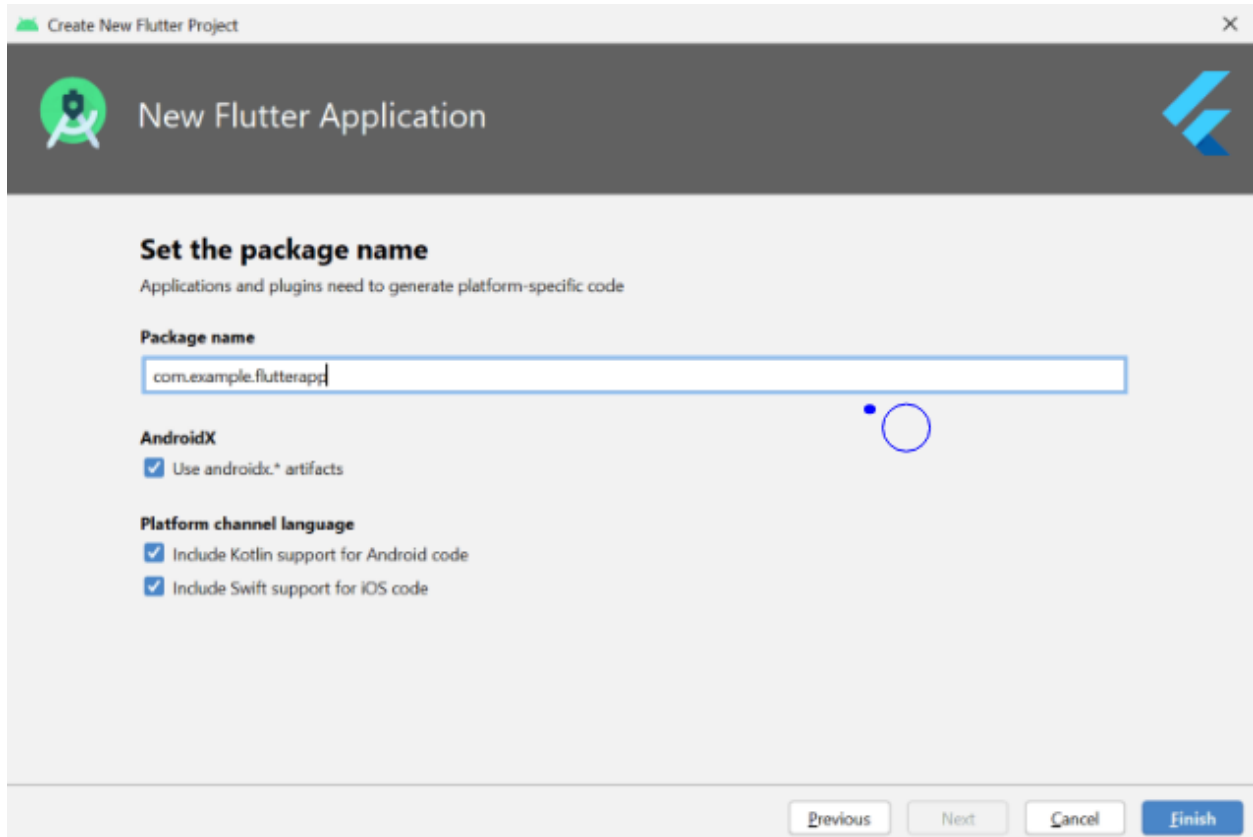 Create New Flutter Project
New Flutter Application
Set the package name
Applications and plugins need to generate platform-specific code
Package name
com.example.flutterapp
AndroidX
Use androidx.* artifacts
Platform channel language
Include Kotlin support for Android code
Include Swift support for iOS code
Previous Next Cancel Finish